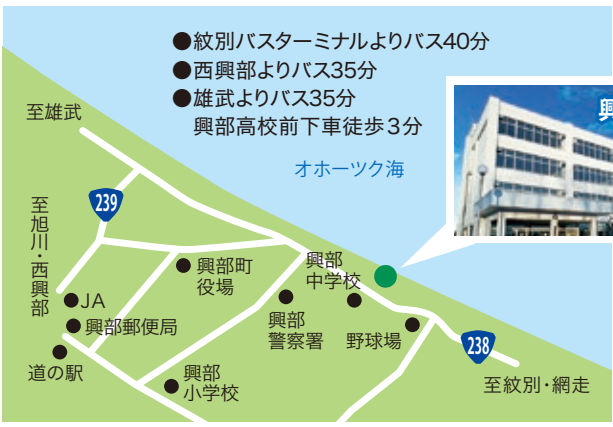 ●紋別バスターミナルよりバス40分
●西興部よりバス35分
●雄武よりバス35分
興部高校前下車徒歩3分
至雄武
オホーツク海
239
至旭川・西興部
興部町
役場
興部
中学校
JA
興部郵便局
興部
警察署
野球場
238
道の駅
興部
小学校
至紋別・網走